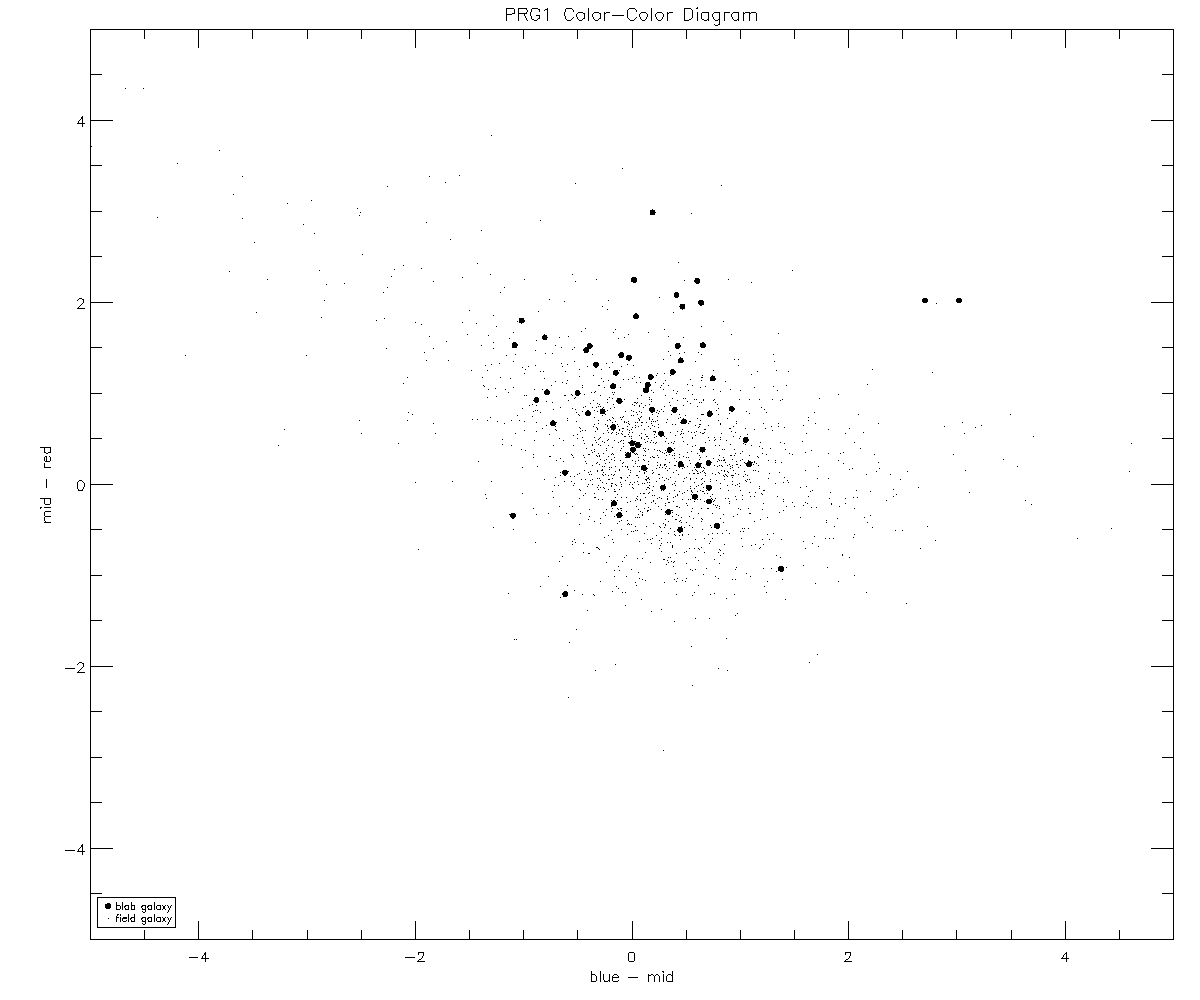 PRG1 Color-Color Diagram
4
2
0
-2
-4
mid - red
blab galaxy
field galaxy
-4 -2 0 2 4
blue - mid